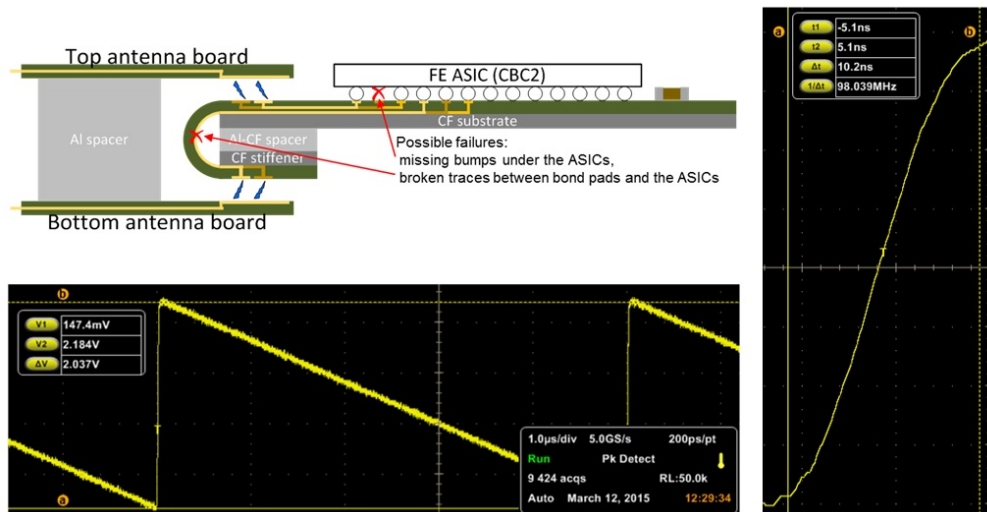 Top antenna board
FE ASIC (CBC2)
CF substrate
Al spacer
Al-CF spacer
CF stiffener
Possible failures:
missing bumps under the ASICs,
broken traces between bond pads and the ASICs
Bottom antenna board
a
b
t1 -5.1ns
t2 5.1ns
Δt 10.2ns
1/Δt 98.039MHz
T
b
V1 147.4mV
V2 2.184V
ΔV 2.037V
T
a
1.0µs/div 5.0GS/s 200ps/pt
Run Pk Detect
9 424 acqs RL:50.0k
Auto March 12, 2015 12:29:34